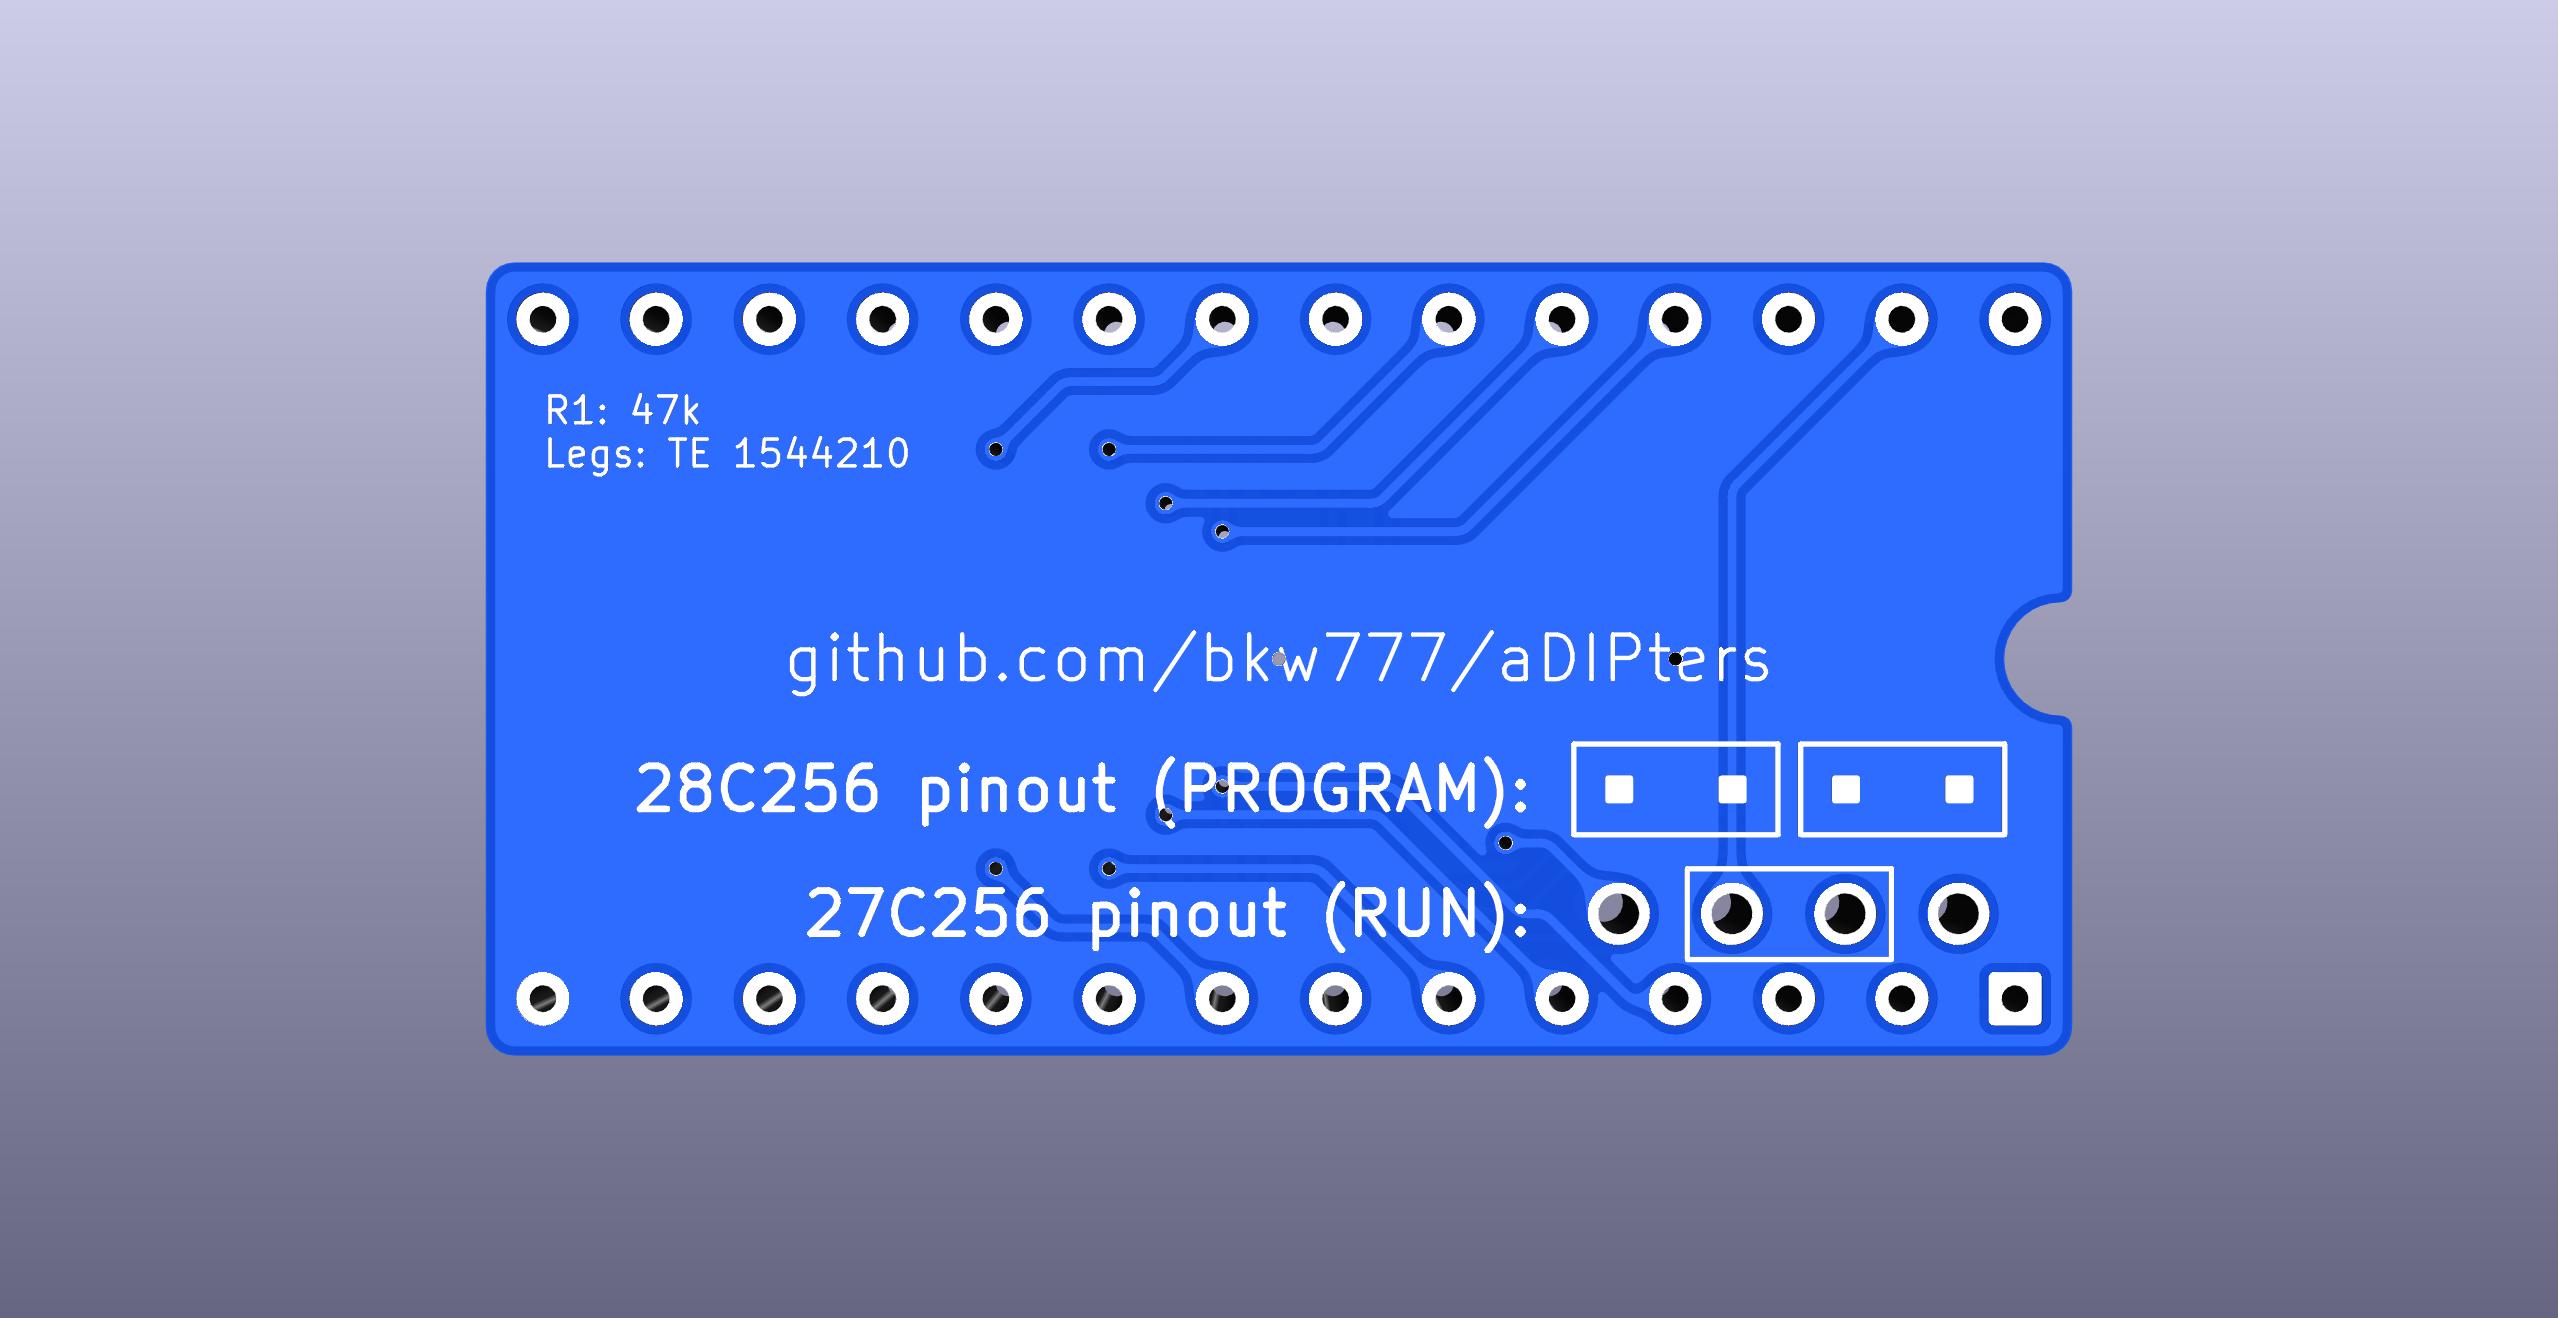 R1: 47k
Legs: TE 1544210
github.com/bkw777/aDIPters
28C256 pinout (PROGRAM):
27C256 pinout (RUN):